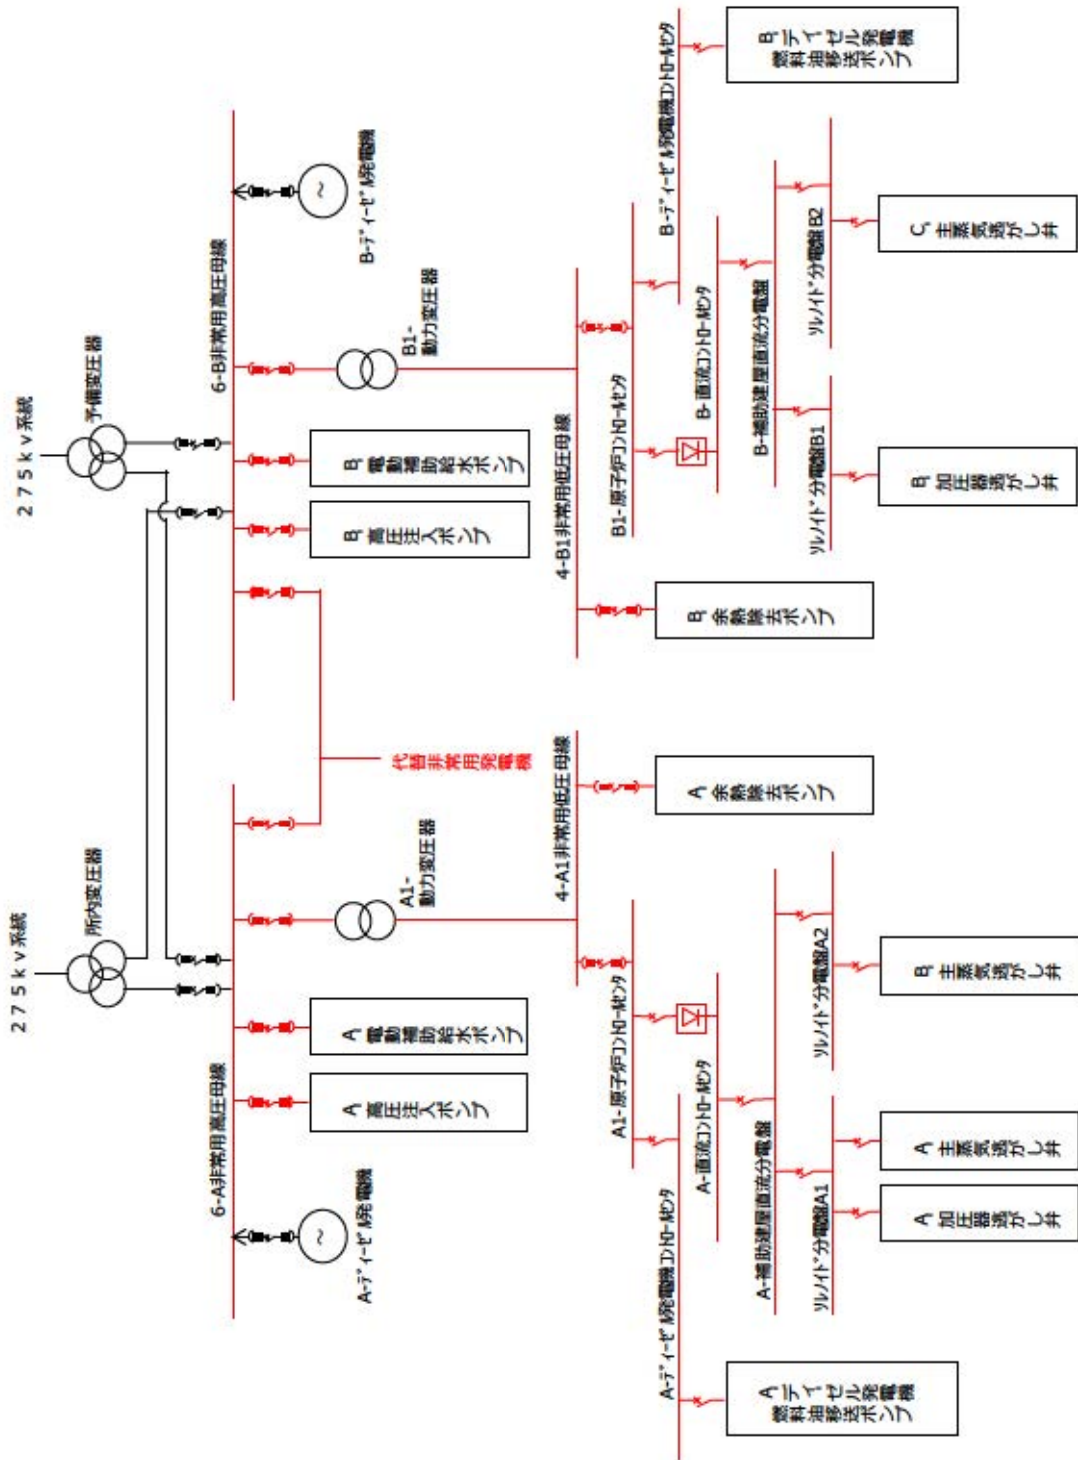 275kv系統
275kv系統
所内変圧器
予備変圧器
6-A非常用高圧母線
6-B非常用高圧母線
A-ﾃﾞｨｰｾﾞﾙ発電機
A-高圧注入ポンプ
A-電動補助給水ポンプ
A1-
動力変圧器
代替非常用発電機
B-高圧注入ポンプ
B-電動補助給水ポンプ
B1-
動力変圧器
B-ﾃﾞｨｰｾﾞﾙ発電機
4-A1非常用低圧母線
4-B1非常用低圧母線
A1-原子炉ｺﾝﾄﾛｰﾙｾﾝﾀ
A-余熱除去ポンプ
B-余熱除去ポンプ
B1-原子炉ｺﾝﾄﾛｰﾙｾﾝﾀ
A-ﾃﾞｨｰｾﾞﾙ発電機ｺﾝﾄﾛｰﾙｾﾝﾀ
A-直流ｺﾝﾄﾛｰﾙｾﾝﾀ
B-直流ｺﾝﾄﾛｰﾙｾﾝﾀ
B-ﾃﾞｨｰｾﾞﾙ発電機ｺﾝﾄﾛｰﾙｾﾝﾀ
A-ディーゼル発電機
燃料油移送ポンプ
A-補助建屋直流分電盤
B-補助建屋直流分電盤
B-ディーゼル発電機
燃料油移送ポンプ
ｿﾚﾉｲﾄﾞ分電盤A1
ｿﾚﾉｲﾄﾞ分電盤A2
ｿﾚﾉｲﾄﾞ分電盤B1
ｿﾚﾉｲﾄﾞ分電盤B2
A-加圧器逃がし弁
A-主蒸気逃がし弁
B-主蒸気逃がし弁
B-加圧器逃がし弁
C-主蒸気逃がし弁